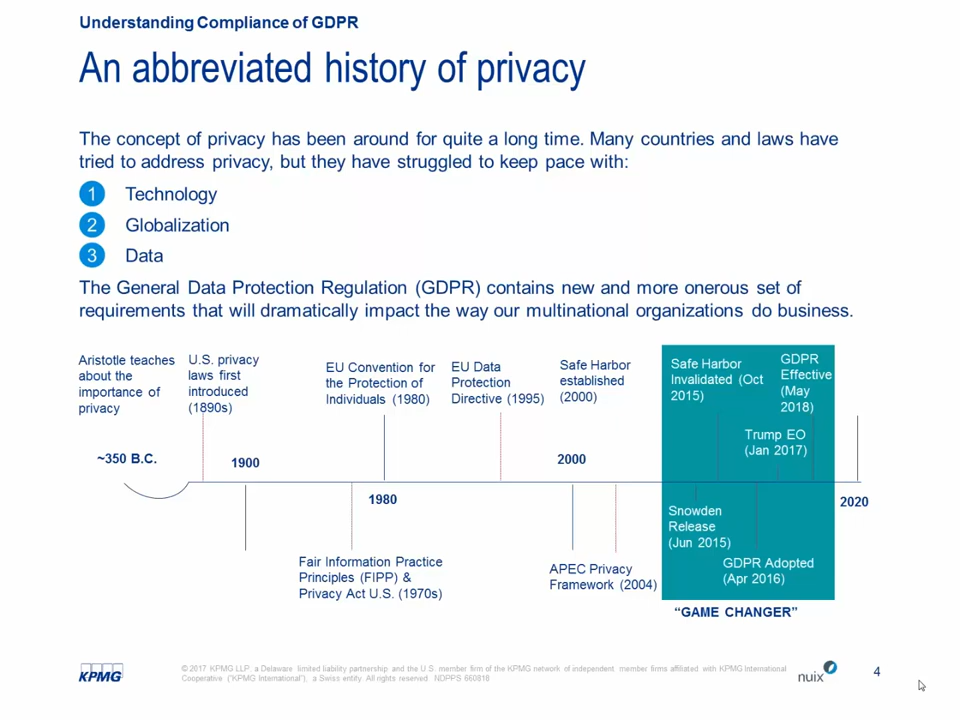 Understanding Compliance of GDPR
An abbreviated history of privacy
The concept of privacy has been around for quite a long time. Many countries and laws have
tried to address privacy, but they have struggled to keep pace with:
1 Technology
2 Globalization
3 Data
The General Data Protection Regulation (GDPR) contains new and more onerous set of
requirements that will dramatically impact the way our multinational organizations do business.
Aristotle teaches
about the
importance of
privacy
U.S. privacy
laws first
introduced
(1890s)
EU Convention for
the Protection of
Individuals (1980)
EU Data
Protection
Directive (1995)
Safe Harbor
established
(2000)
Safe Harbor
Invalidated (Oct
2015)
GDPR
Effective
(May
2018)
Trump EO
(Jan 2017)
~350 B.C.
1900
1980
2000
2020
Fair Information Practice
Principles (FIPP) &
Privacy Act U.S. (1970s)
APEC Privacy
Framework (2004)
Snowden
Release
(Jun 2015)
GDPR Adopted
(Apr 2016)
“GAME CHANGER”
KPMG
© 2017 KPMG LLP, a Delaware limited liability partnership and the U.S. member firm of the KPMG network of independent member firms affiliated with KPMG International
Cooperative (“KPMG International”), a Swiss entity. All rights reserved. NDPPS 660818
nuix
4